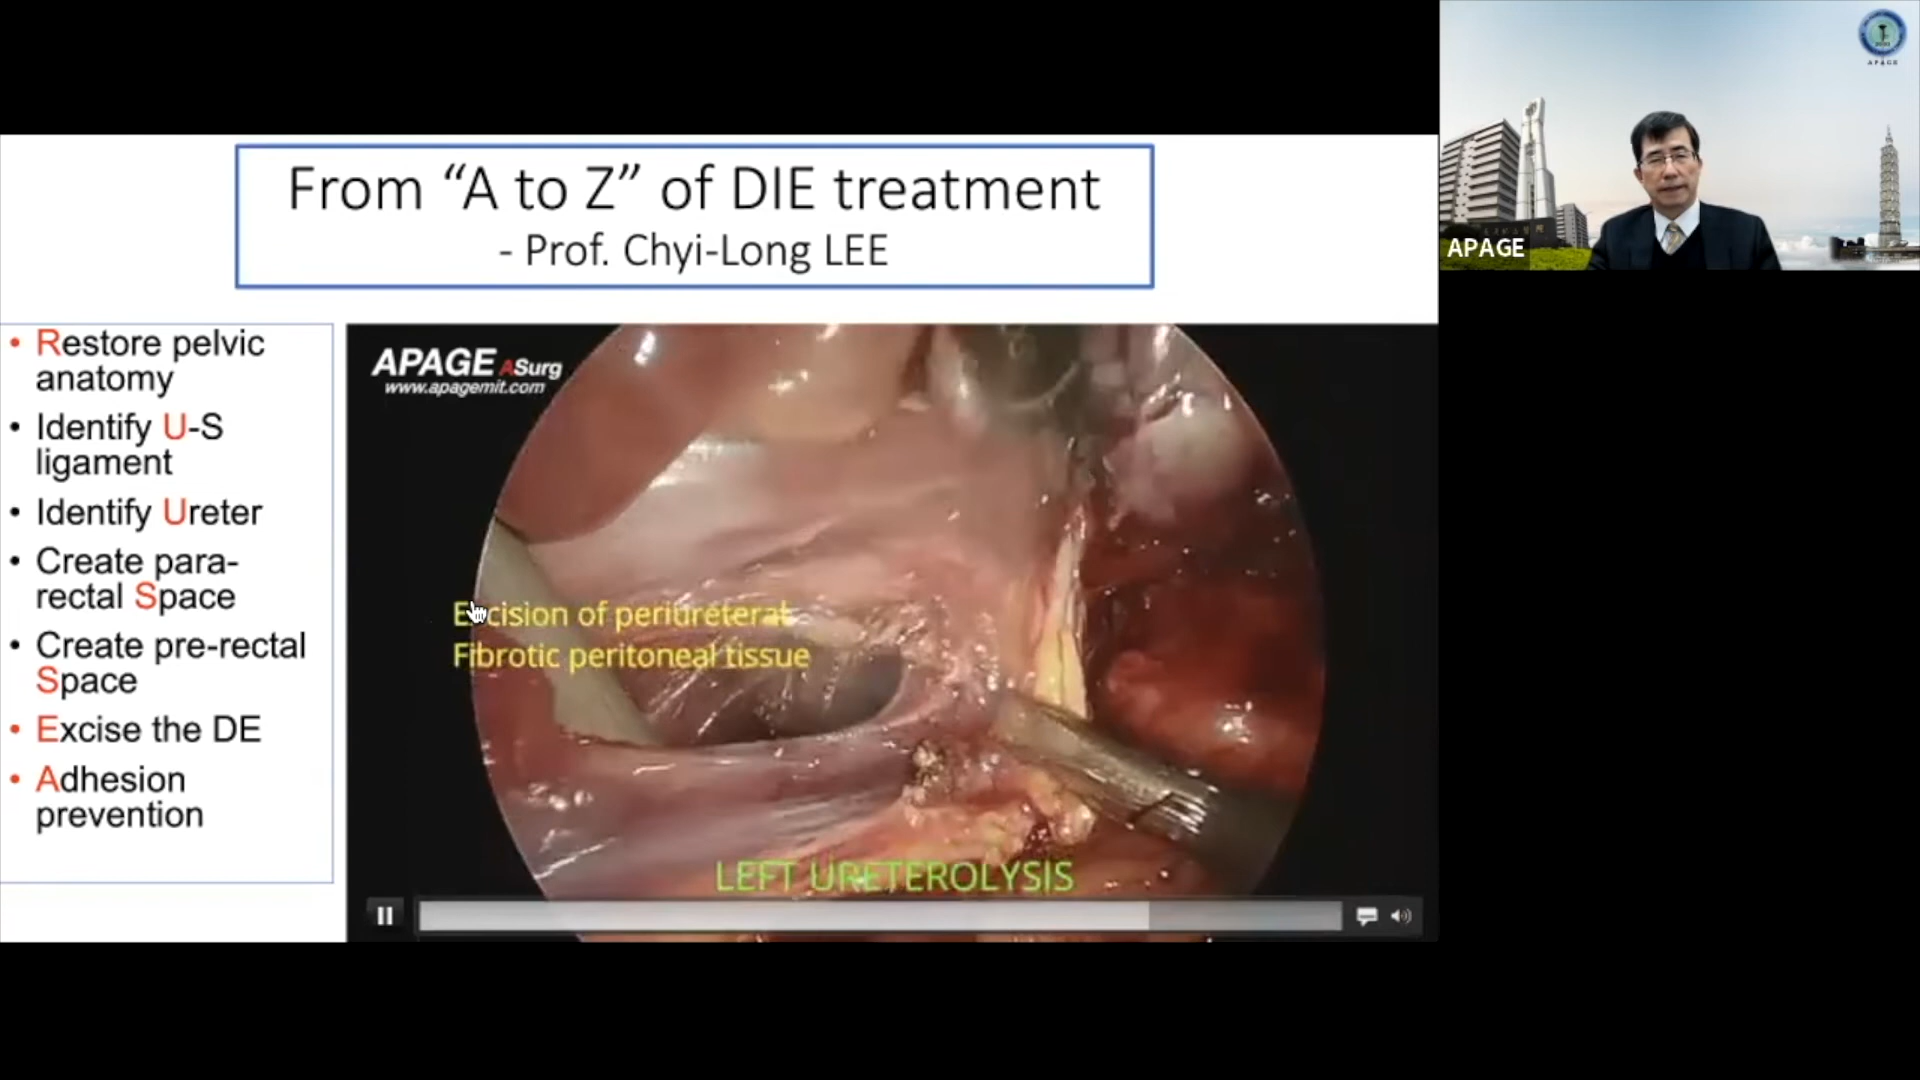 From “A to Z” of DIE treatment
- Prof. Chyi-Long LEE
• Restore pelvic
anatomy
• Identify U-S
ligament
• Identify Ureter
• Create para-
rectal Space
• Create pre-rectal
Space
• Excise the DE
• Adhesion
prevention
APAGE ASurg
www.apagemit.com
Excision of periureteral
Fibrotic peritoneal tissue
LEFT URETEROLYSIS
APAGE
APAGE